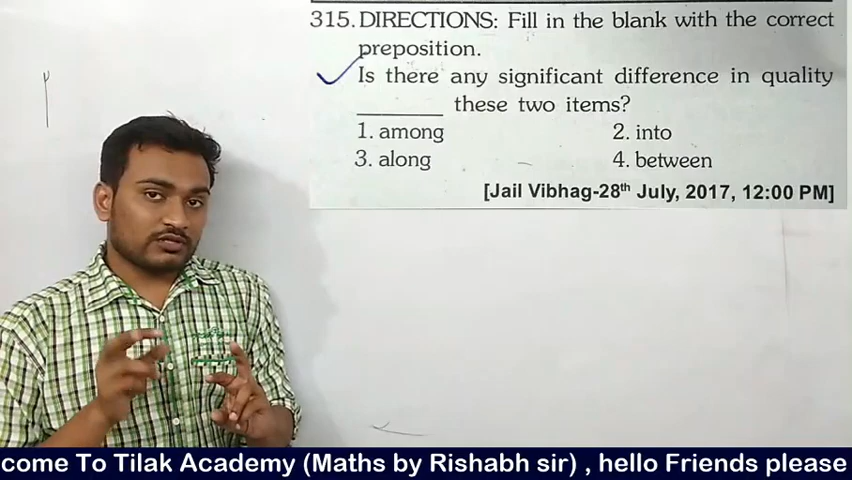 315. DIRECTIONS: Fill in the blank with the correct
preposition.
Is there any significant difference in quality
________ these two items?
1. among 2. into
3. along 4. between
[Jail Vibhag-28th July, 2017, 12:00 PM]
come To Tilak Academy (Maths by Rishabh sir) , hello Friends please